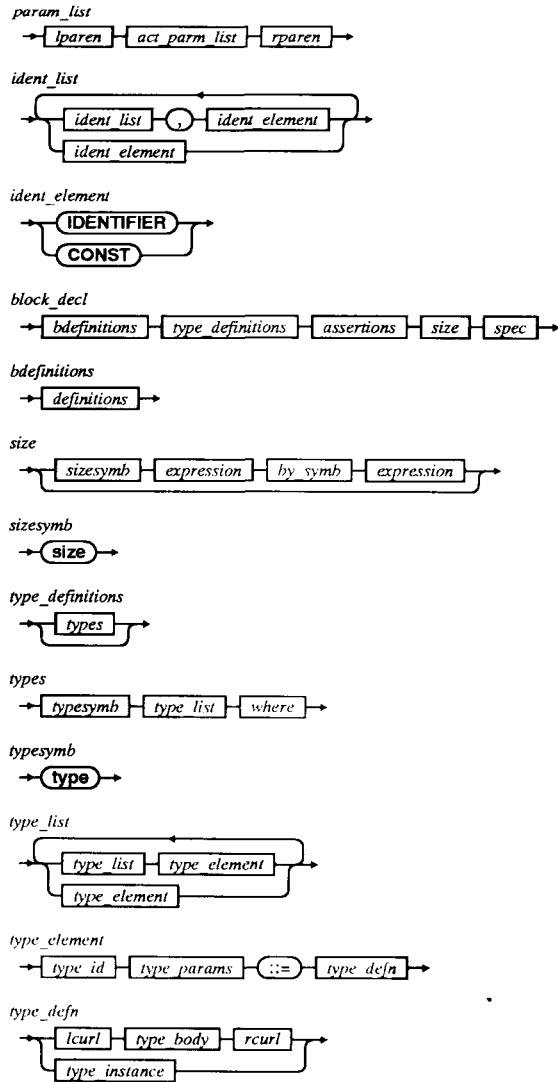 param_list
lparen act_parm_list rparen
ident_list
ident_list , ident_element
ident_element
ident_element
IDENTIFIER
CONST
block_decl
bdefinitions type_definitions assertions size spec
bdefinitions
definitions
size
sizesymb expression by_symb expression
sizesymb
size
type_definitions
types
types
typesymb type_list where
typesymb
type
type_list
type_list type_element
type_element
type_element
type_id type_params ::= type_defn
type_defn
lcurl type_body rcurl
type_instance